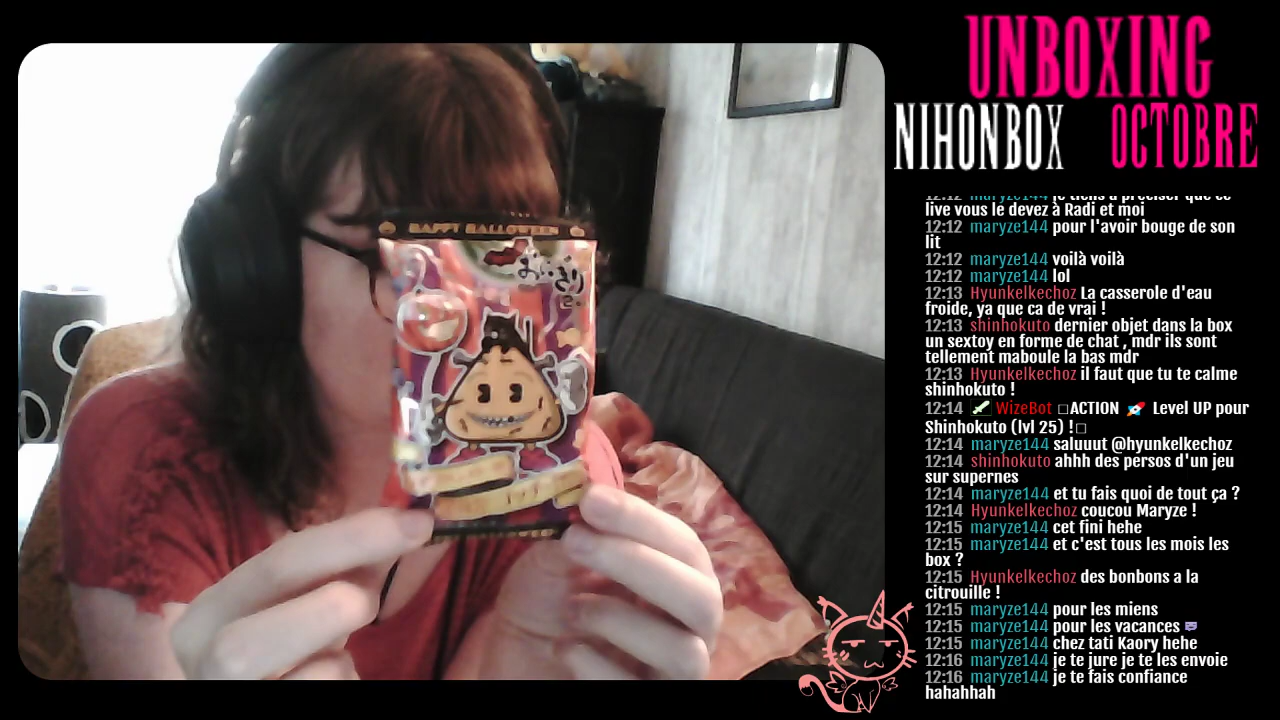 UNBOXING
NIHONBOX OCTOBRE
HAPPY HALLOWEEN
12:12 maryze144 je tiens à préciser que ce
live vous le devez à Radi et moi
12:12 maryze144 pour l'avoir bouge de son
lit
12:12 maryze144 voilà voilà
12:12 maryze144 lol
12:13 Hyunkelkechoz La casserole d'eau
froide, ya que ca de vrai !
12:13 shinhokuto dernier objet dans la box
un sextoy en forme de chat , mdr ils sont
tellement maboule la bas mdr
12:13 Hyunkelkechoz il faut que tu te calme
shinhokuto !
12:14 WizeBot □ACTION Level UP pour
Shinhokuto (lvl 25) !□
12:14 maryze144 saluuut @hyunkelkechoz
12:14 shinhokuto ahhh des persos d'un jeu
sur supernes
12:14 maryze144 et tu fais quoi de tout ça ?
12:14 Hyunkelkechoz coucou Maryze !
12:15 maryze144 cet fini hehe
12:15 maryze144 et c'est tous les mois les
box ?
12:15 Hyunkelkechoz des bonbons a la
citrouille !
12:15 maryze144 pour les miens
12:15 maryze144 pour les vacances
12:15 maryze144 chez tati Kaory hehe
12:16 maryze144 je te jure je te les envoie
12:16 maryze144 je te fais confiance
hahahhah